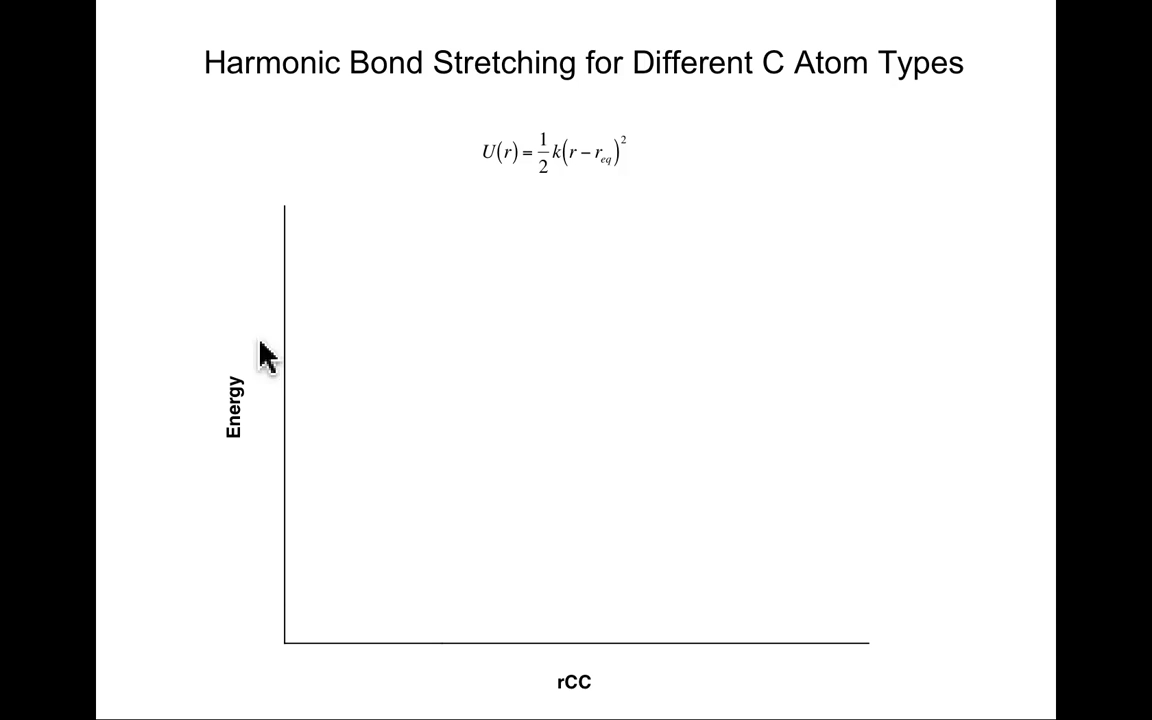 Harmonic Bond Stretching for Different C Atom Types
U(r) = 1/2 k(r − r_eq)^2
Energy
rCC